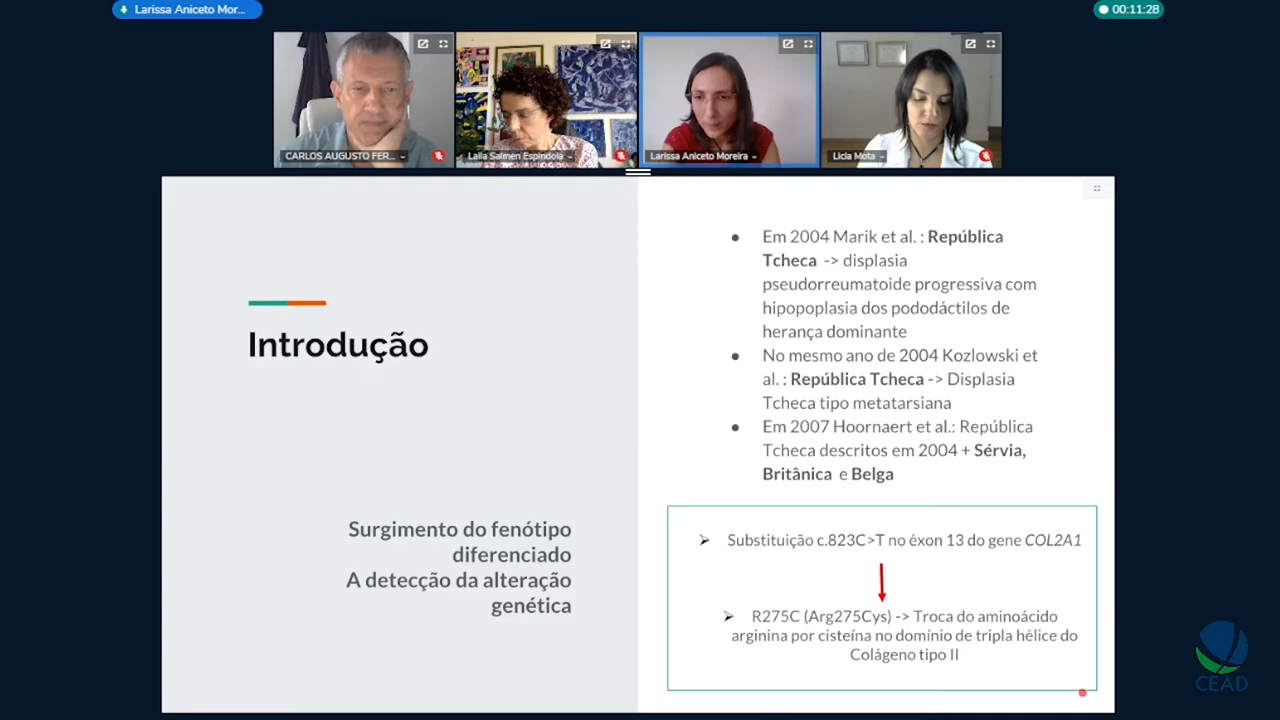 Larissa Aniceto Mor...
00:11:28
CARLOS AUGUSTO FER...
Laila Salmen Espindola
Larissa Aniceto Moreira
Licia Mota
Introdução
Surgimento do fenótipo
diferenciado
A detecção da alteração
genética
● Em 2004 Marik et al. : República
Tcheca -> displasia
pseudorreumatoide progressiva com
hipopoplasia dos pododáctilos de
herança dominante
● No mesmo ano de 2004 Kozlowski et
al. : República Tcheca -> Displasia
Tcheca tipo metatarsiana
● Em 2007 Hoornaert et al.: República
Tcheca descritos em 2004 + Sérvia,
Britânica e Belga
➢ Substituição c.823C>T no éxon 13 do gene COL2A1
➢ R275C (Arg275Cys) -> Troca do aminoácido
arginina por cisteína no domínio de tripla hélice do
Colágeno tipo II
CEAD